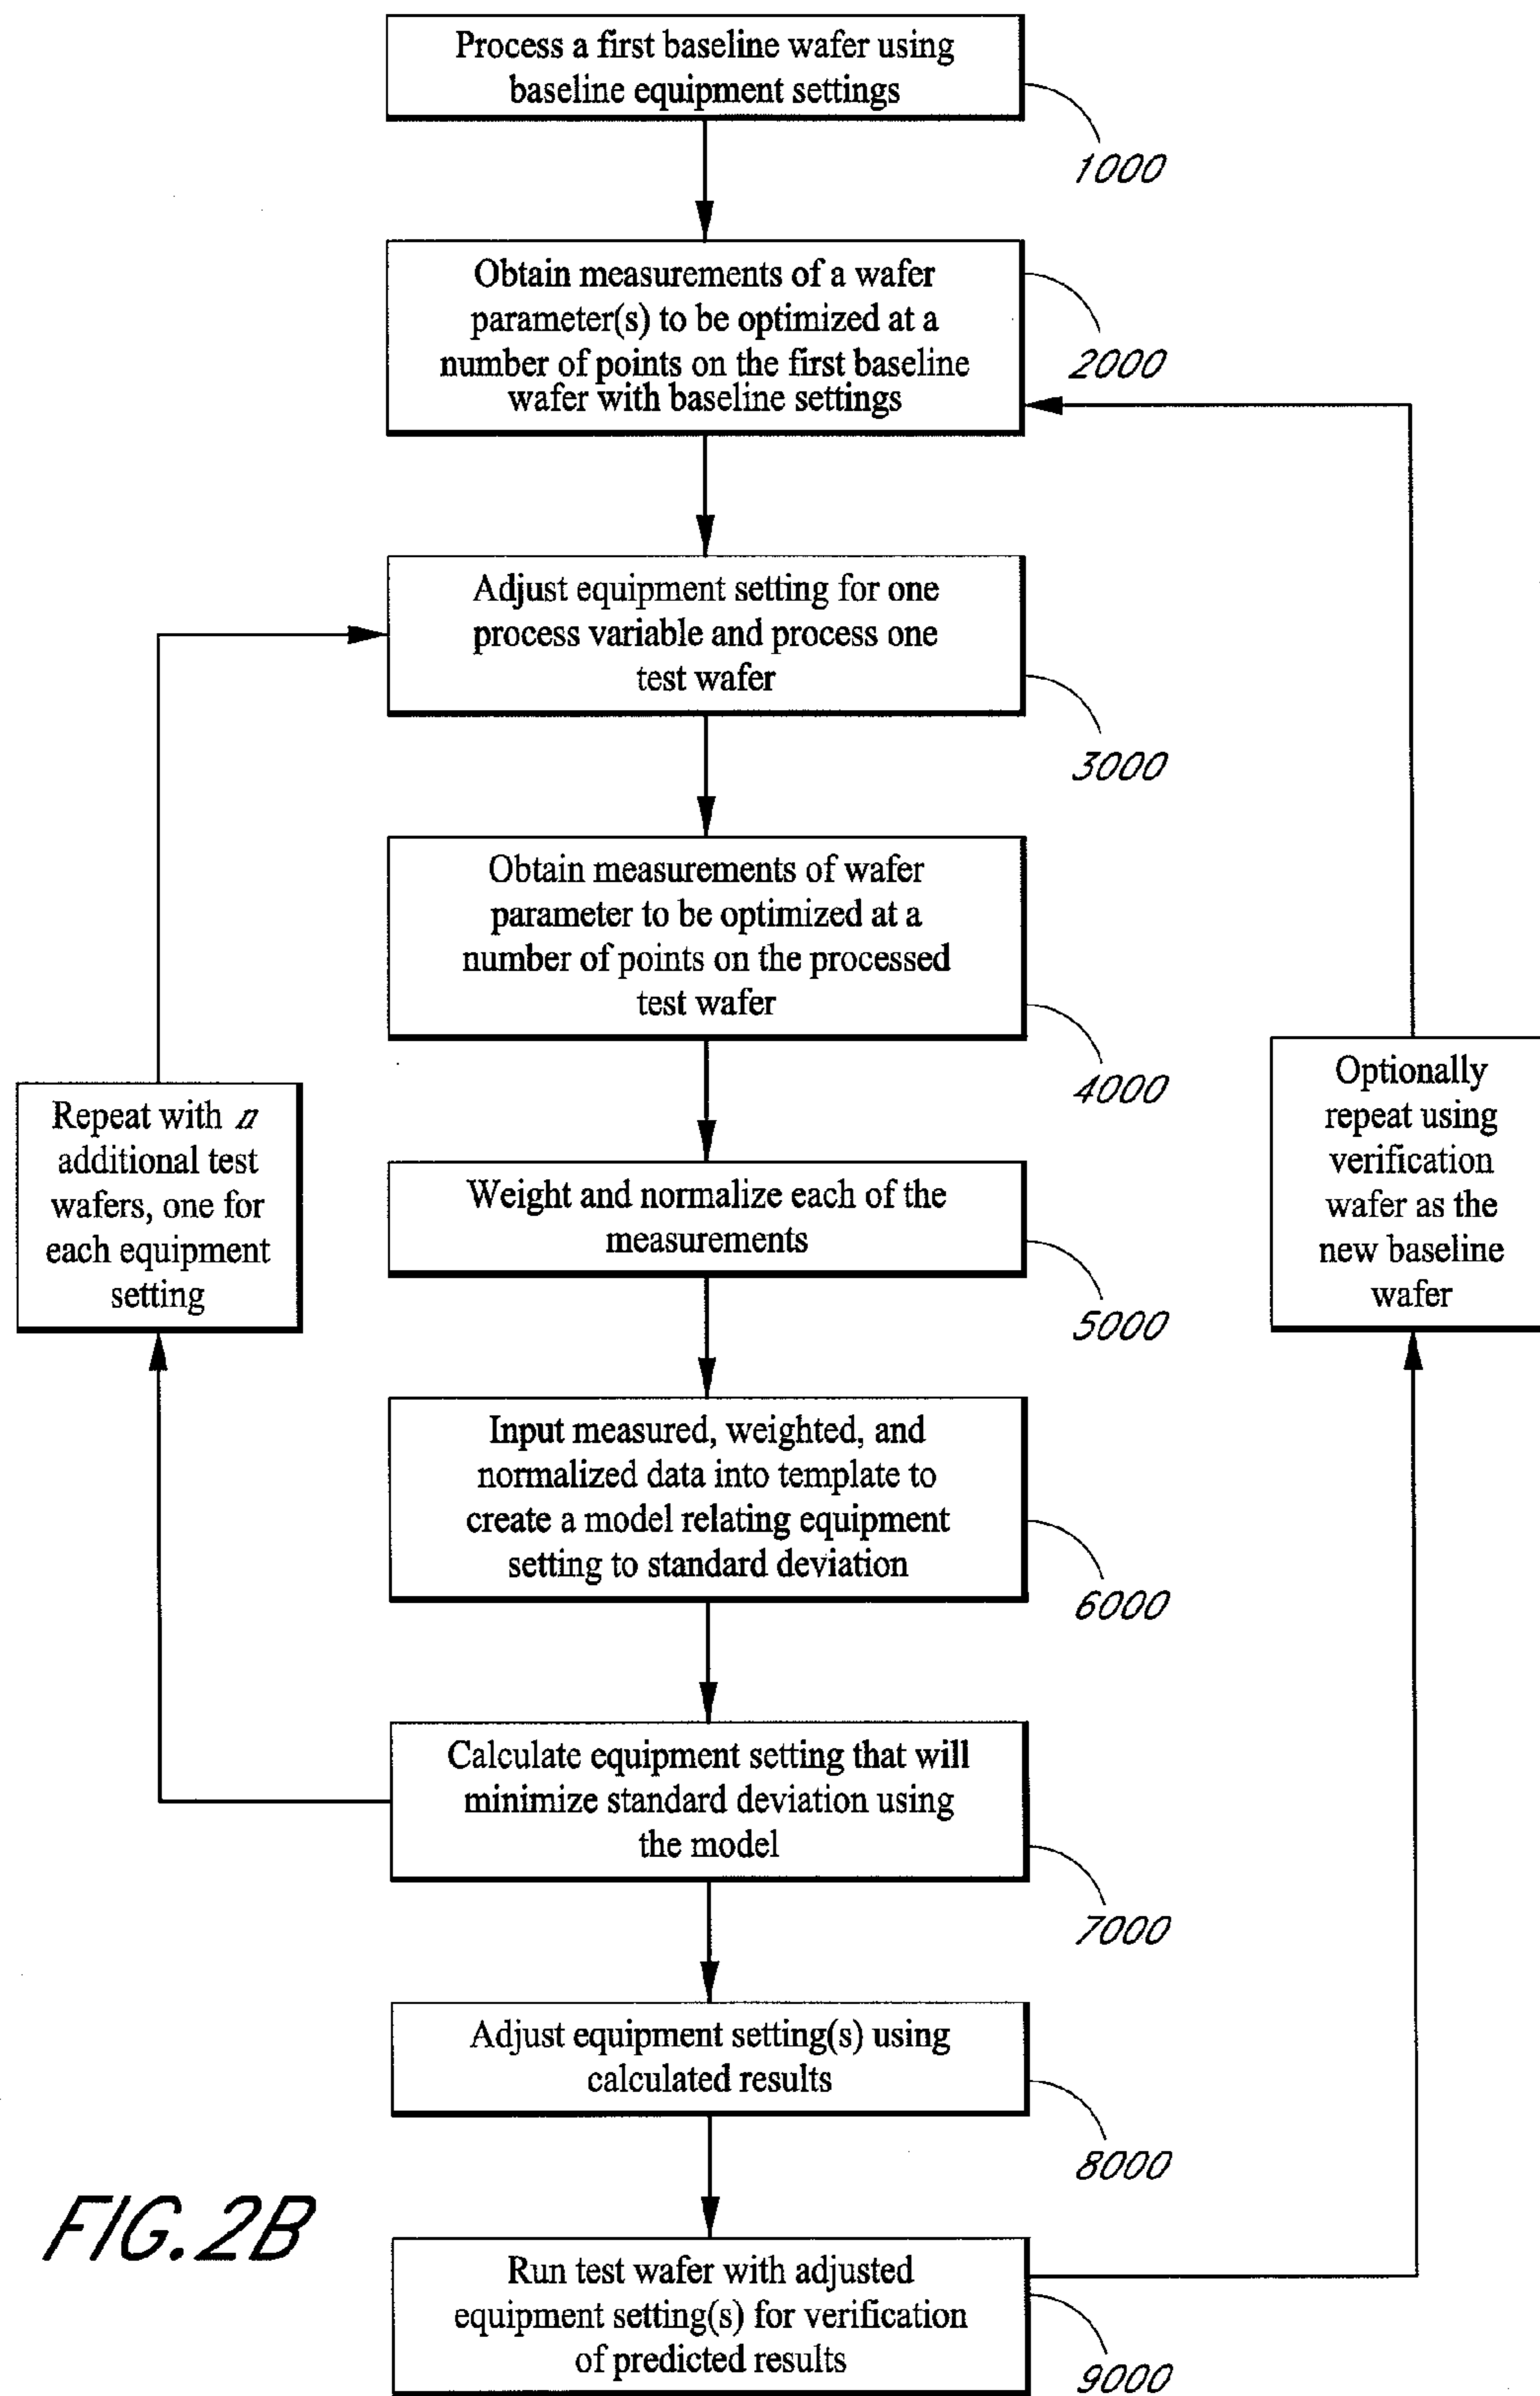 Process a first baseline wafer using
baseline equipment settings
1000
Obtain measurements of a wafer
parameter(s) to be optimized at a
number of points on the first baseline
wafer with baseline settings
2000
Adjust equipment setting for one
process variable and process one
test wafer
3000
Obtain measurements of wafer
parameter to be optimized at a
number of points on the processed
test wafer
4000
Repeat with n
additional test
wafers, one for
each equipment
setting
Optionally
repeat using
verification
wafer as the
new baseline
wafer
Weight and normalize each of the
measurements
5000
Input measured, weighted, and
normalized data into template to
create a model relating equipment
setting to standard deviation
6000
Calculate equipment setting that will
minimize standard deviation using
the model
7000
Adjust equipment setting(s) using
calculated results
8000
Run test wafer with adjusted
equipment setting(s) for verification
of predicted results
9000
FIG.2B